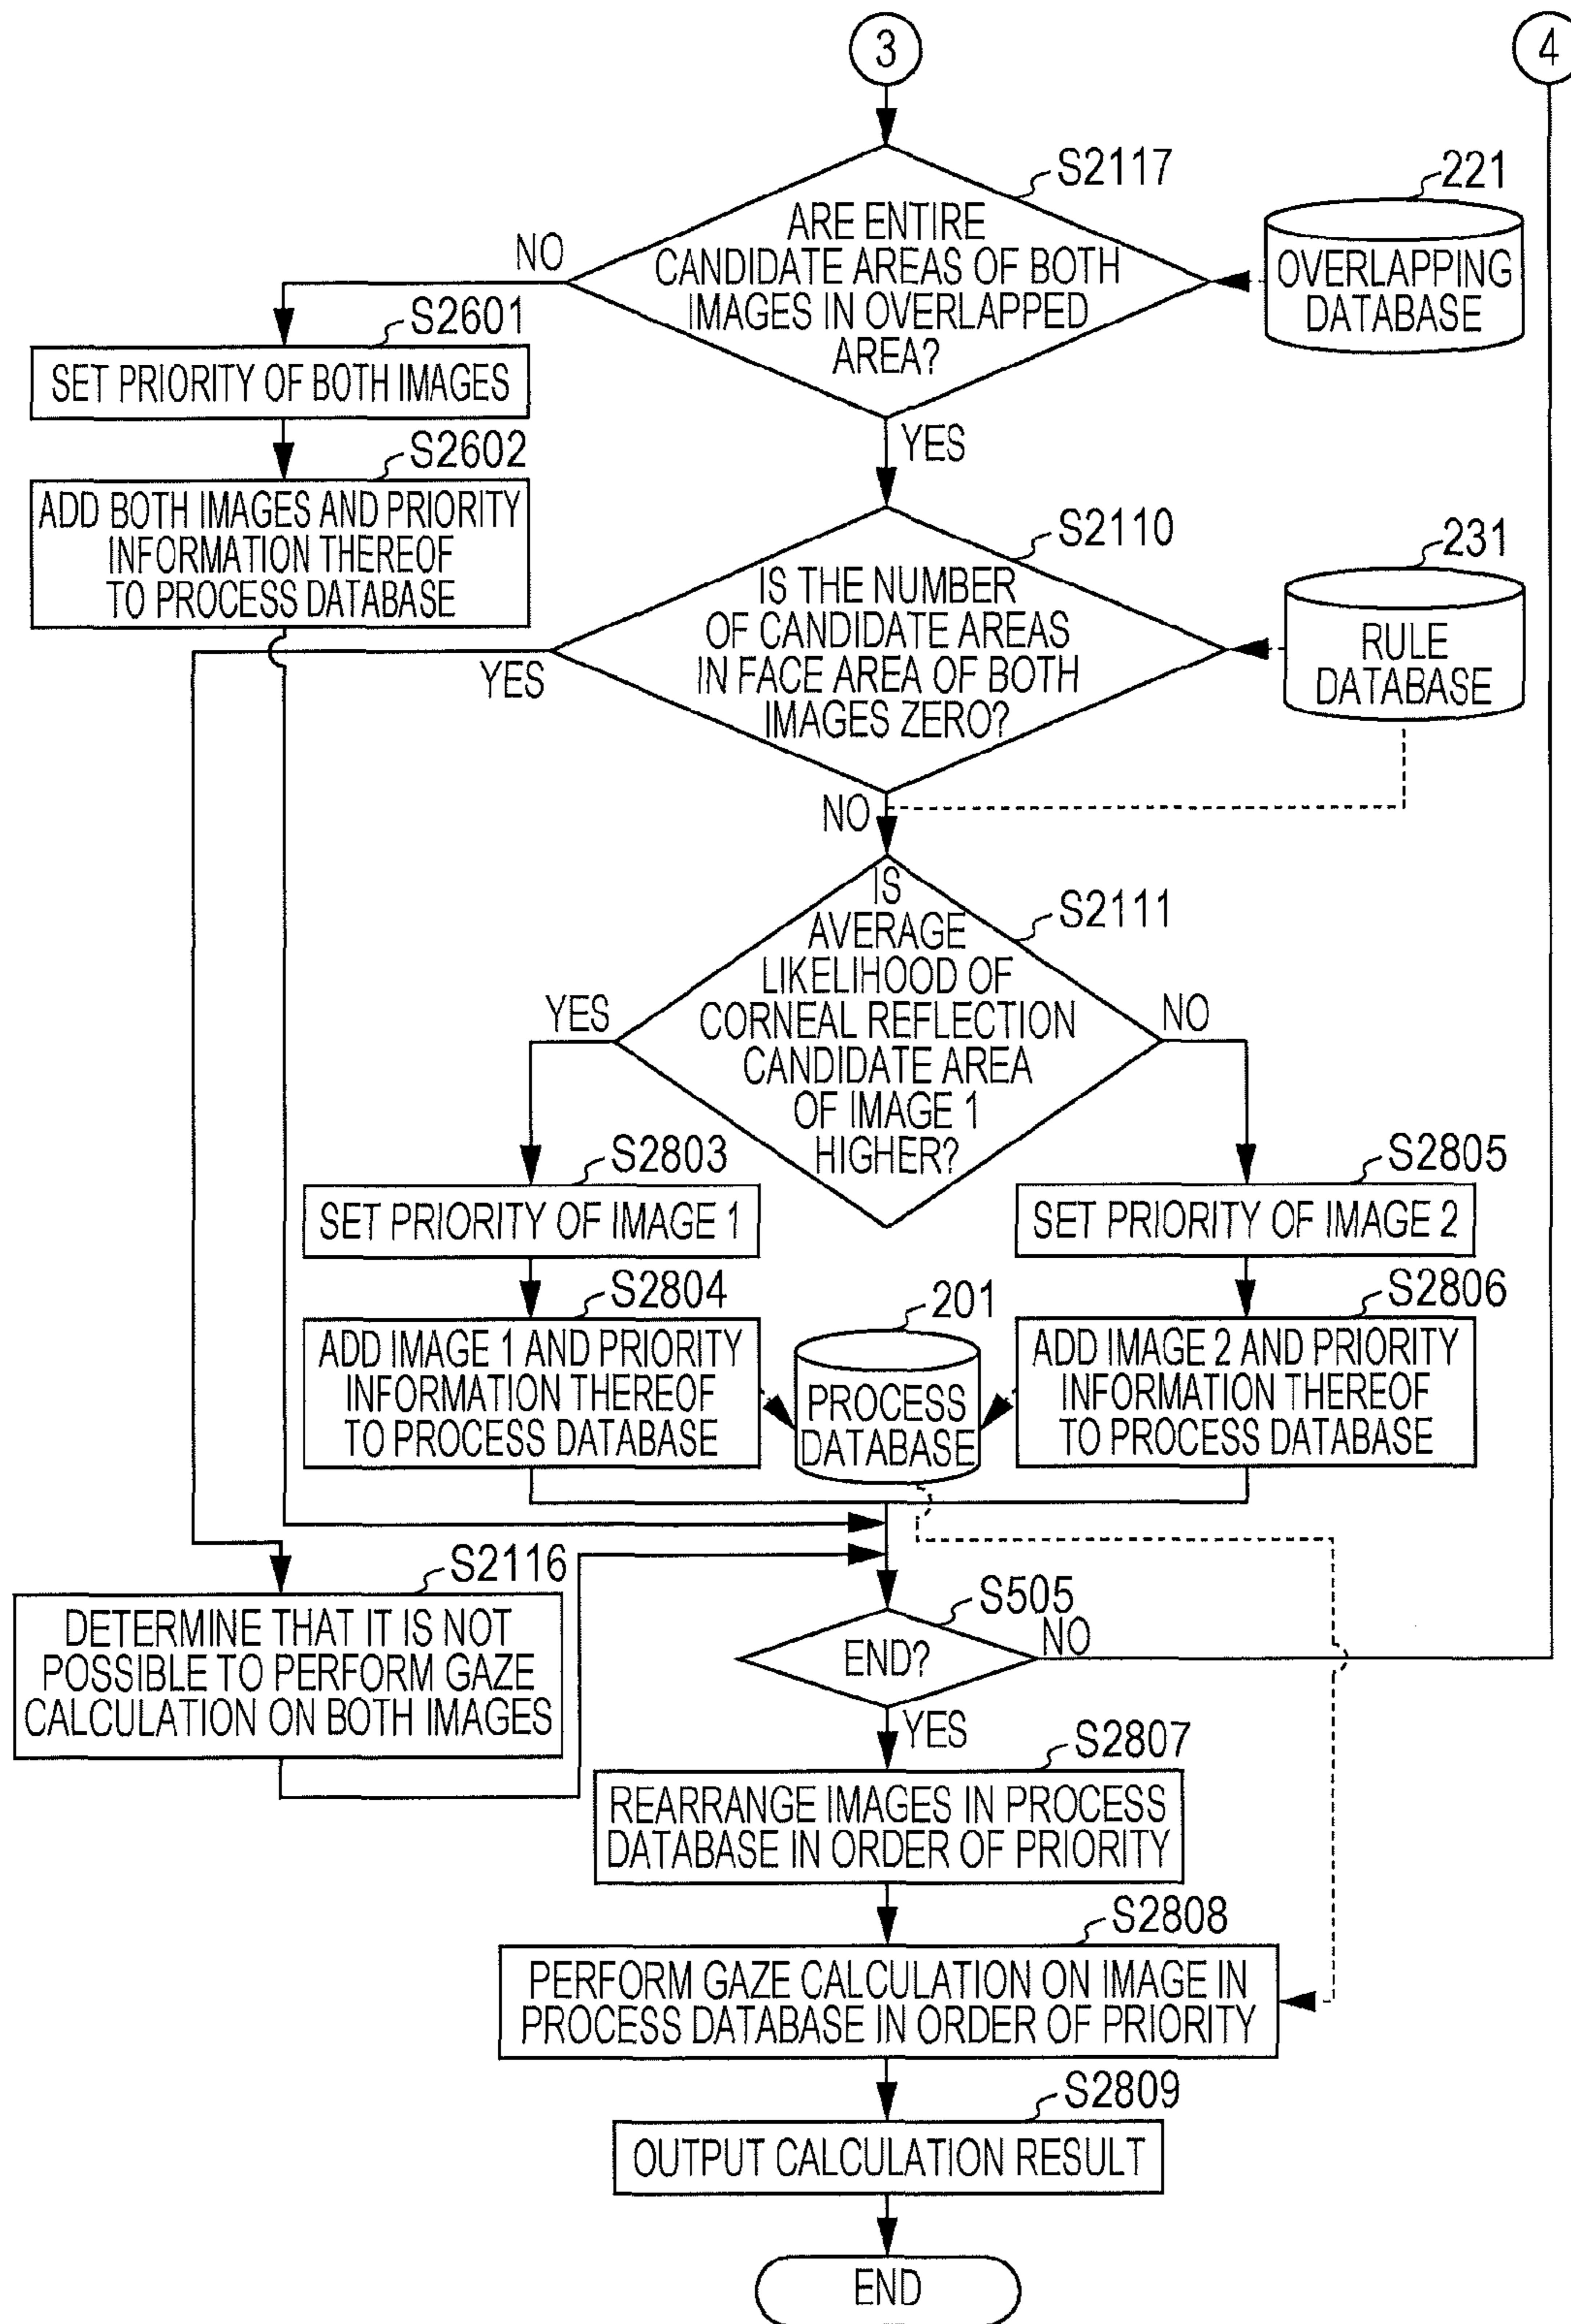 3
4
S2117
ARE ENTIRE
CANDIDATE AREAS OF BOTH
IMAGES IN OVERLAPPED
AREA?
NO
YES
221
OVERLAPPING
DATABASE
S2601
SET PRIORITY OF BOTH IMAGES
S2602
ADD BOTH IMAGES AND PRIORITY
INFORMATION THEREOF
TO PROCESS DATABASE
S2110
IS THE NUMBER
OF CANDIDATE AREAS
IN FACE AREA OF BOTH
IMAGES ZERO?
YES
NO
231
RULE
DATABASE
S2111
IS
AVERAGE
LIKELIHOOD OF
CORNEAL REFLECTION
CANDIDATE AREA
OF IMAGE 1
HIGHER?
YES
NO
S2803
SET PRIORITY OF IMAGE 1
S2805
SET PRIORITY OF IMAGE 2
S2804
ADD IMAGE 1 AND PRIORITY
INFORMATION THEREOF
TO PROCESS DATABASE
201
PROCESS
DATABASE
S2806
ADD IMAGE 2 AND PRIORITY
INFORMATION THEREOF
TO PROCESS DATABASE
S2116
DETERMINE THAT IT IS NOT
POSSIBLE TO PERFORM GAZE
CALCULATION ON BOTH IMAGES
S505
END?
NO
YES
S2807
REARRANGE IMAGES IN PROCESS
DATABASE IN ORDER OF PRIORITY
S2808
PERFORM GAZE CALCULATION ON IMAGE IN
PROCESS DATABASE IN ORDER OF PRIORITY
S2809
OUTPUT CALCULATION RESULT
END